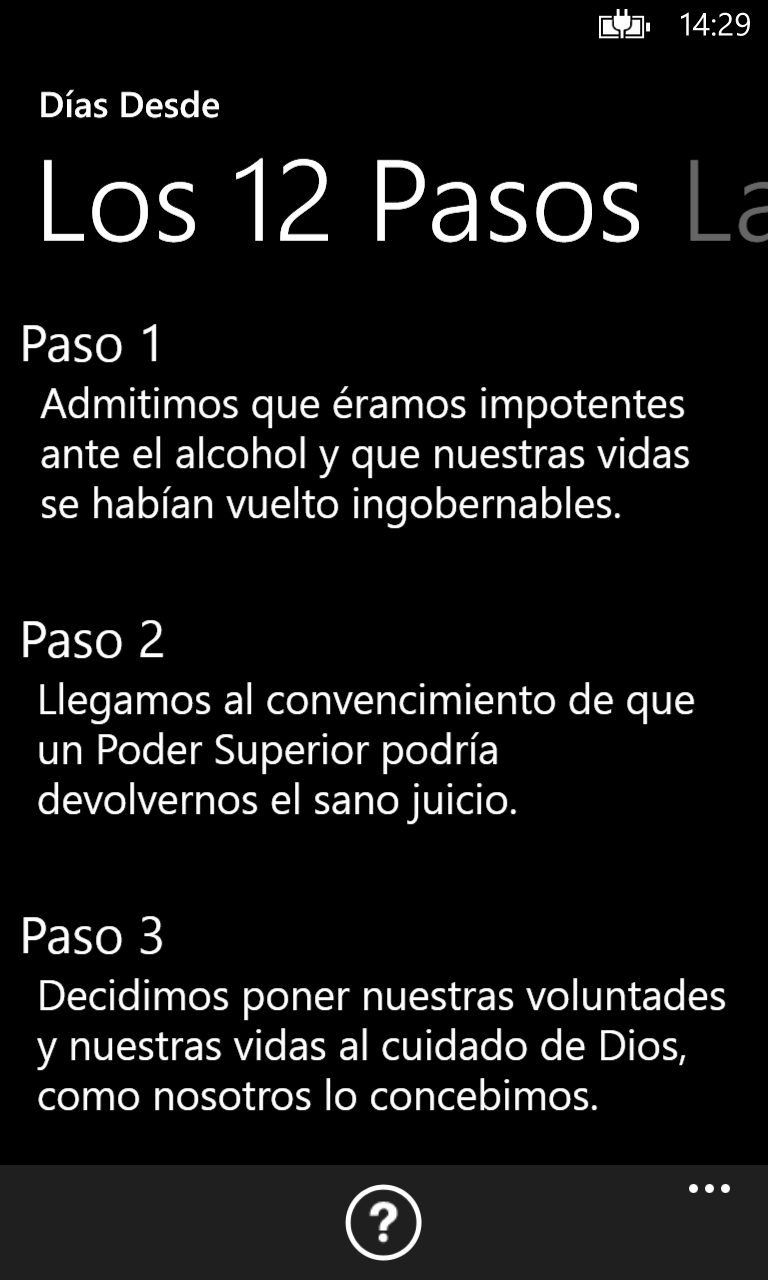 14:29
Días Desde
Los 12 Pasos La
Paso 1
Admitimos que éramos impotentes
ante el alcohol y que nuestras vidas
se habían vuelto ingobernables.
Paso 2
Llegamos al convencimiento de que
un Poder Superior podría
devolvernos el sano juicio.
Paso 3
Decidimos poner nuestras voluntades
y nuestras vidas al cuidado de Dios,
como nosotros lo concebimos.
?